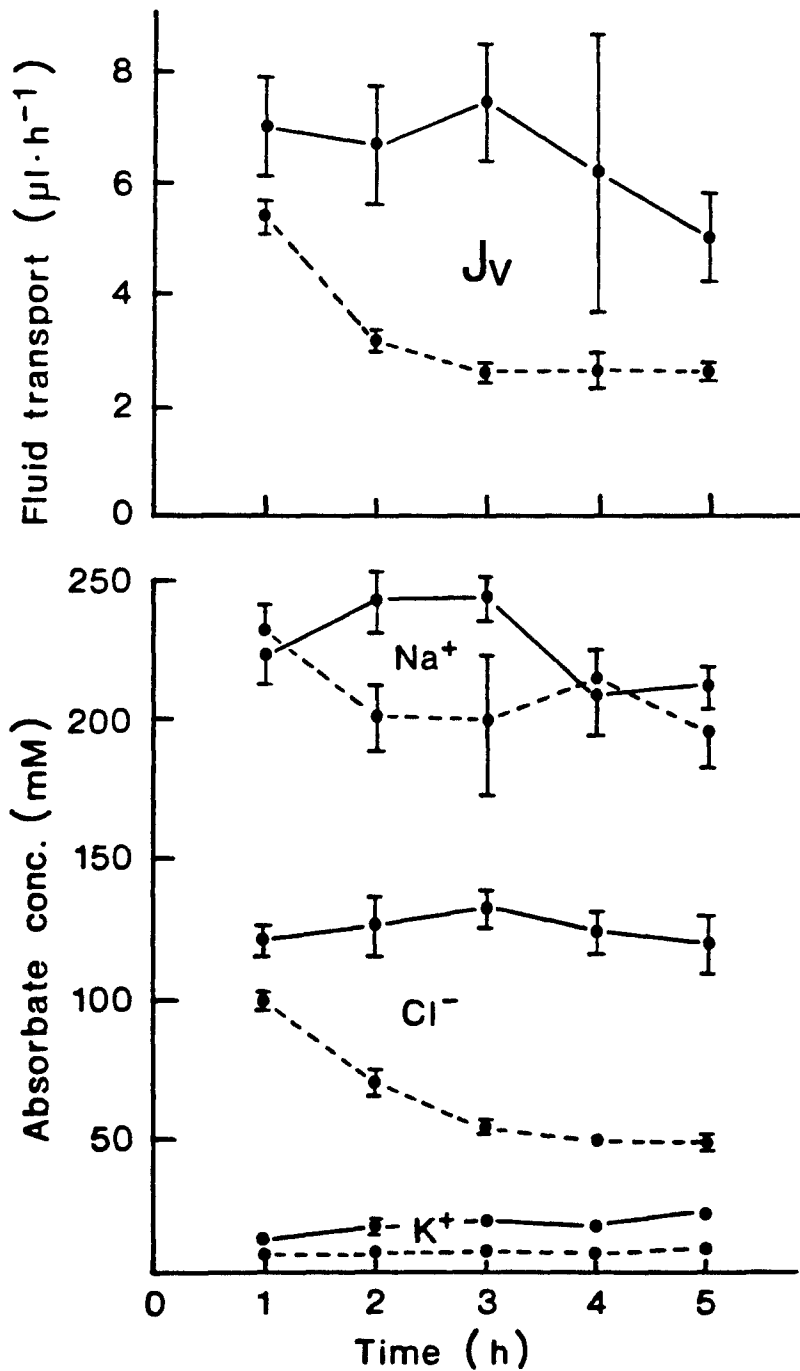 Fluid transport (μl·h⁻¹)
8
6
4
2
0
Jv
Absorbate conc. (mM)
250
200
150
100
50
Na⁺
Cl⁻
K⁺
0 1 2 3 4 5
Time (h)